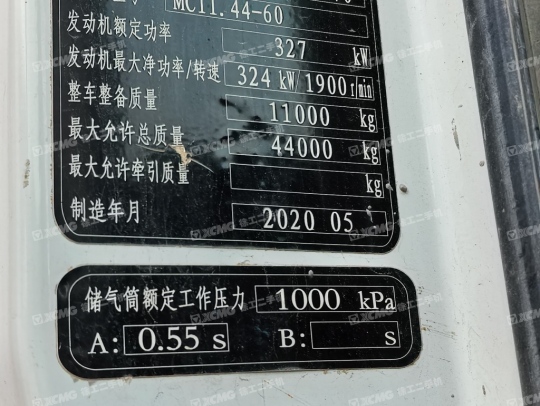 MC11.44-60
发动机额定功率 327 kW
发动机最大净功率/转速 324 kW/1900r/min
整车整备质量 11000 kg
最大允许总质量 44000 kg
最大允许牵引质量 kg
制造年月 2020 05
储气筒额定工作压力 1000 kPa
A: 0.55 s B: s